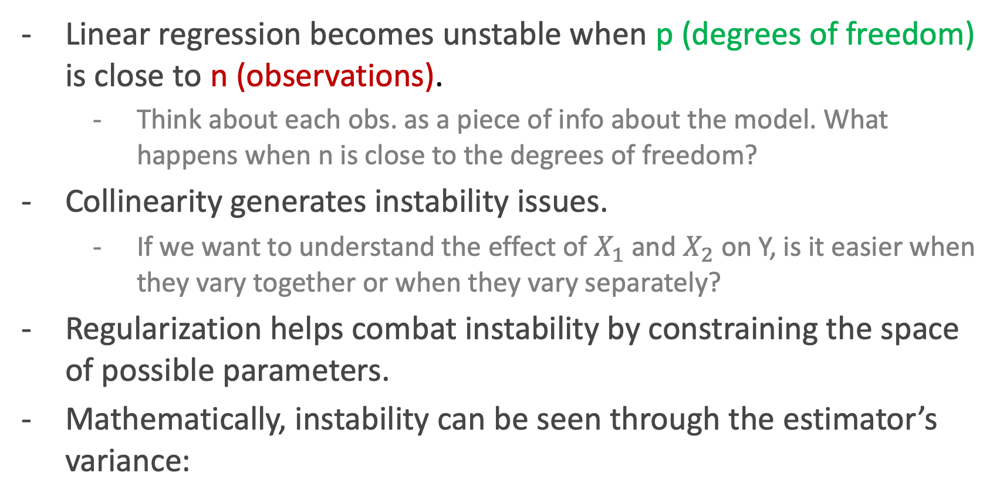 - Linear regression becomes unstable when p (degrees of freedom)
is close to n (observations).
- Think about each obs. as a piece of info about the model. What
happens when n is close to the degrees of freedom?
- Collinearity generates instability issues.
- If we want to understand the effect of X₁ and X₂ on Y, is it easier when
they vary together or when they vary separately?
- Regularization helps combat instability by constraining the space
of possible parameters.
- Mathematically, instability can be seen through the estimator’s
variance: